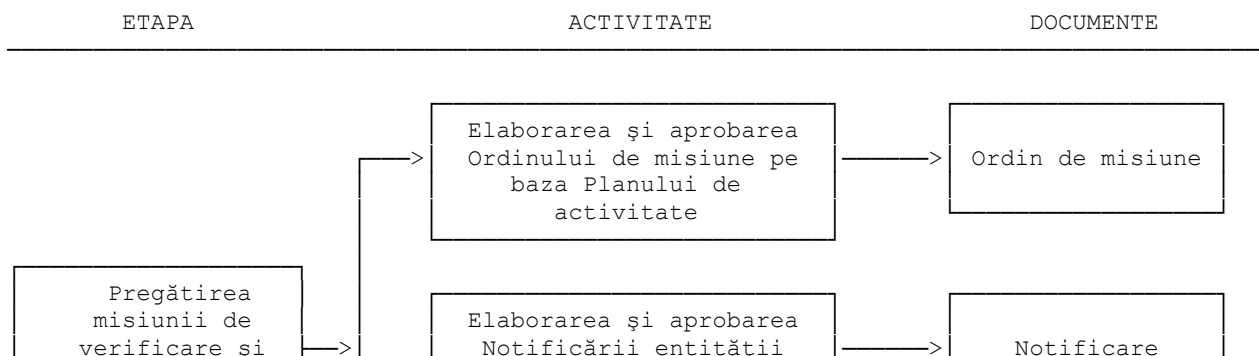 ETAPA ACTIVITATE DOCUMENTE
Elaborarea şi aprobarea
Ordinului de misiune pe
baza Planului de
activitate
Ordin de misiune
Pregătirea
misiunii de
verificare şi
Elaborarea şi aprobarea
Notificării entităţii
Notificare